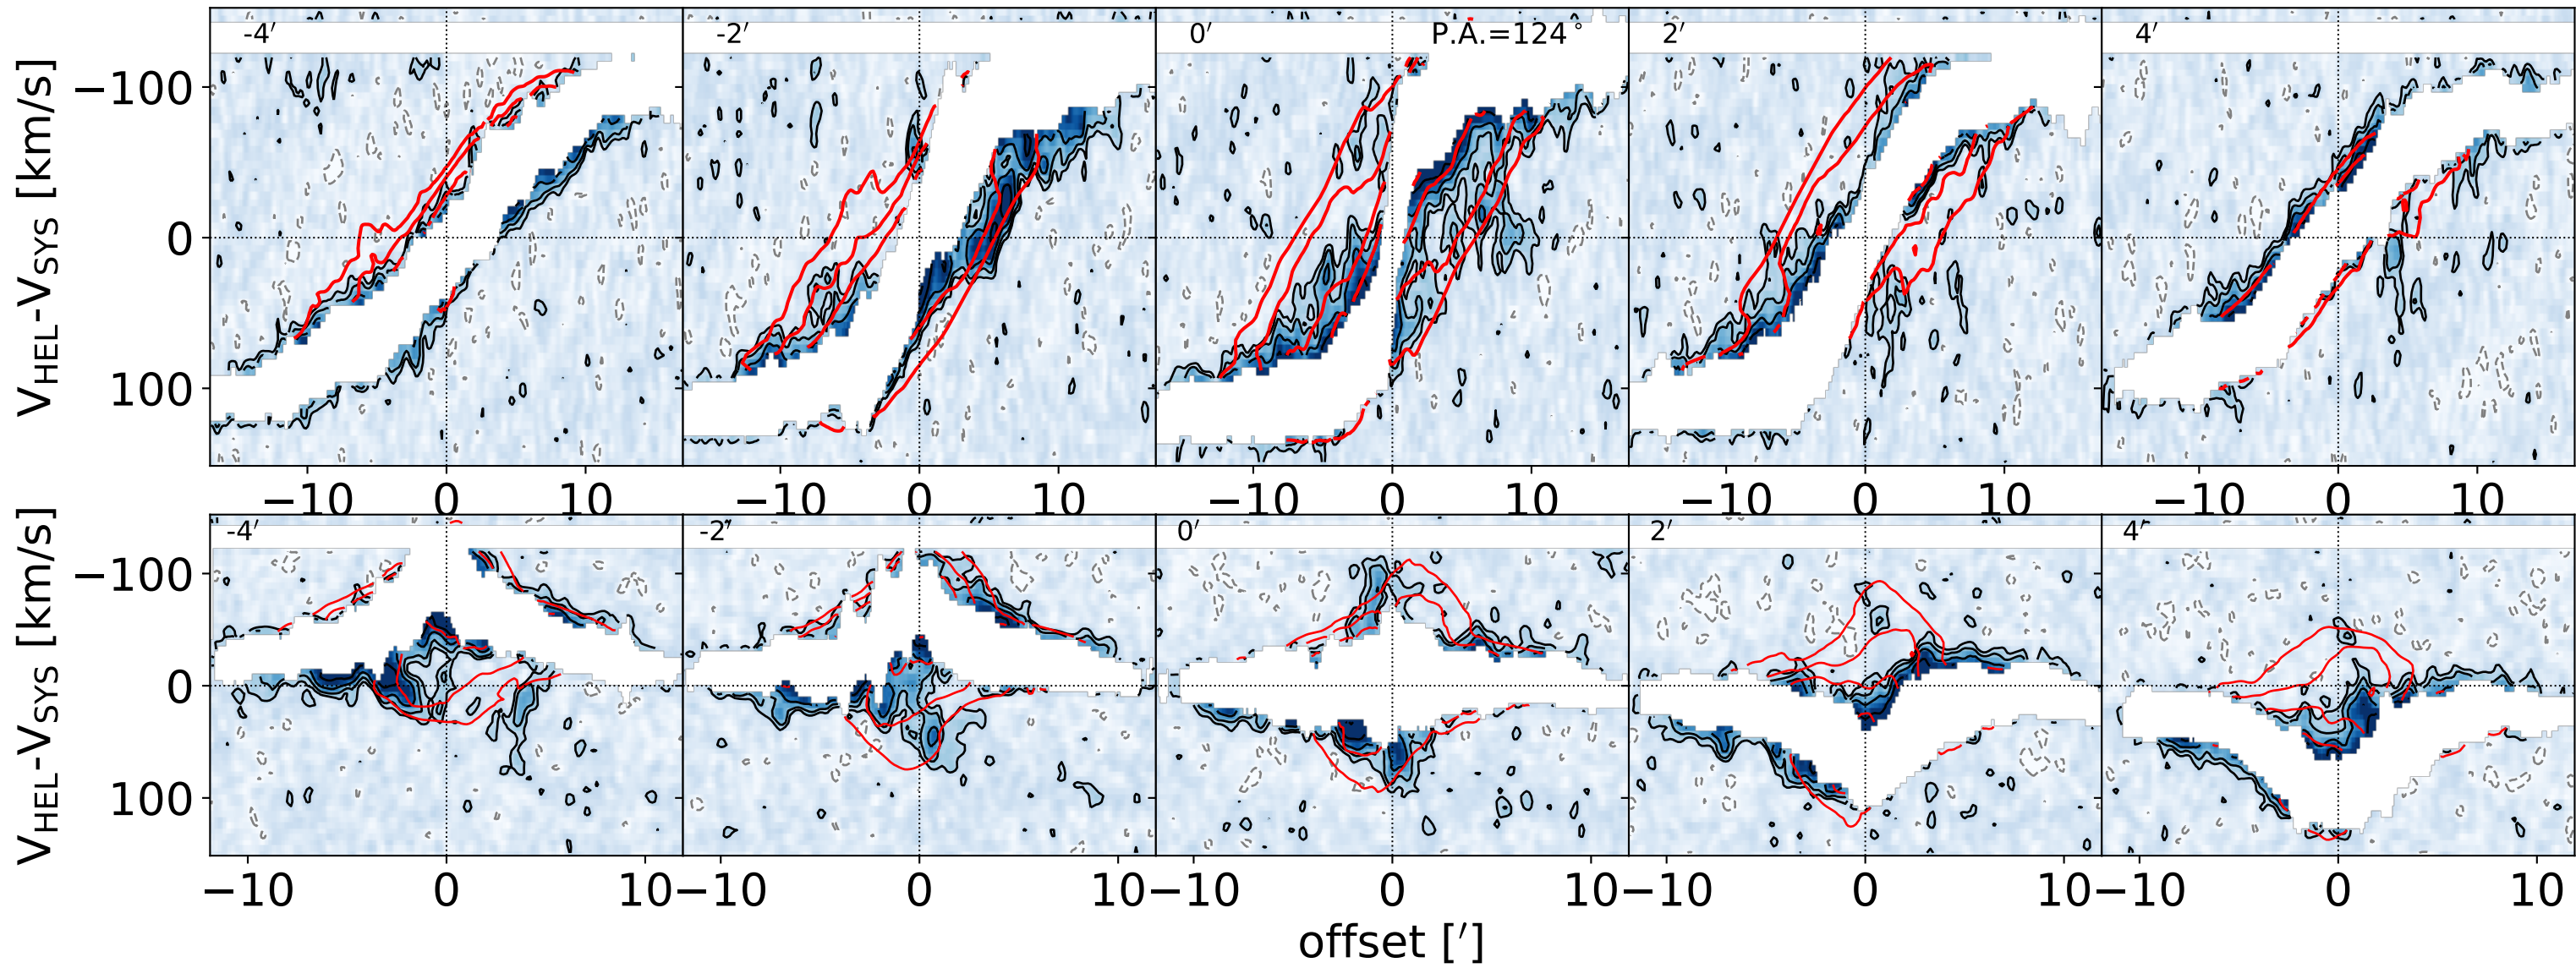 -4′ -2′ 0′ P.A.=124° 2′ 4′
V_HEL-V_SYS [km/s]
−100
0
100
−10 0 10 −10 0 10 −10 0 10 −10 0 10 −10 0 10
-4′ -2′ 0′ 2′ 4′
V_HEL-V_SYS [km/s]
−100
0
100
−10 0 10 −10 0 10 −10 0 10 −10 0 10 −10 0 10
offset [′]